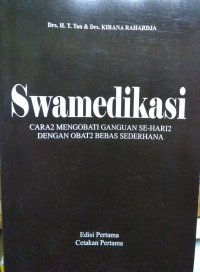 Drs. H. T. Tan & Drs. KIRANA RAHARDJA
Swamedikasi
CARA2 MENGOBATI GANGUAN SE-HARI2
DENGAN OBAT2 BEBAS SEDERHANA
Edisi Pertama
Cetakan Pertama